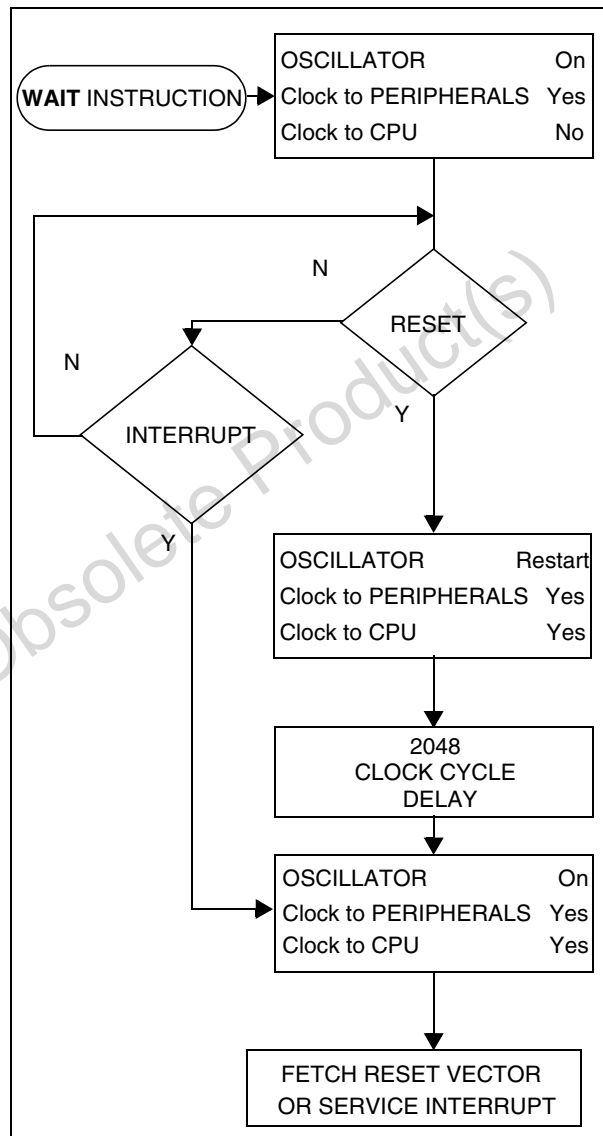 WAIT INSTRUCTION
OSCILLATOR On
Clock to PERIPHERALS Yes
Clock to CPU No
N
RESET
N
Y
INTERRUPT
Y
OSCILLATOR Restart
Clock to PERIPHERALS Yes
Clock to CPU Yes
2048
CLOCK CYCLE
DELAY
OSCILLATOR On
Clock to PERIPHERALS Yes
Clock to CPU Yes
FETCH RESET VECTOR
OR SERVICE INTERRUPT
Obsolete Product(s)